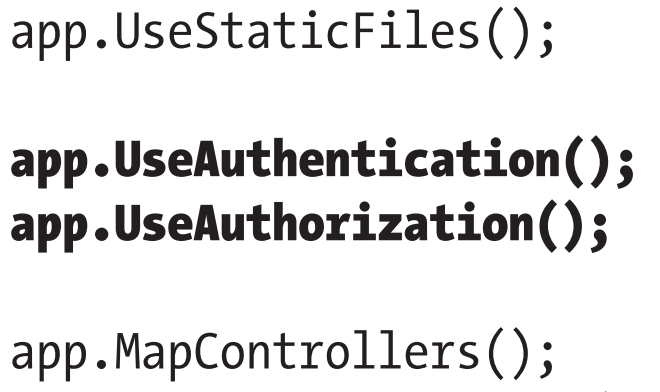 app.UseStaticFiles();
app.UseAuthentication();
app.UseAuthorization();
app.MapControllers();